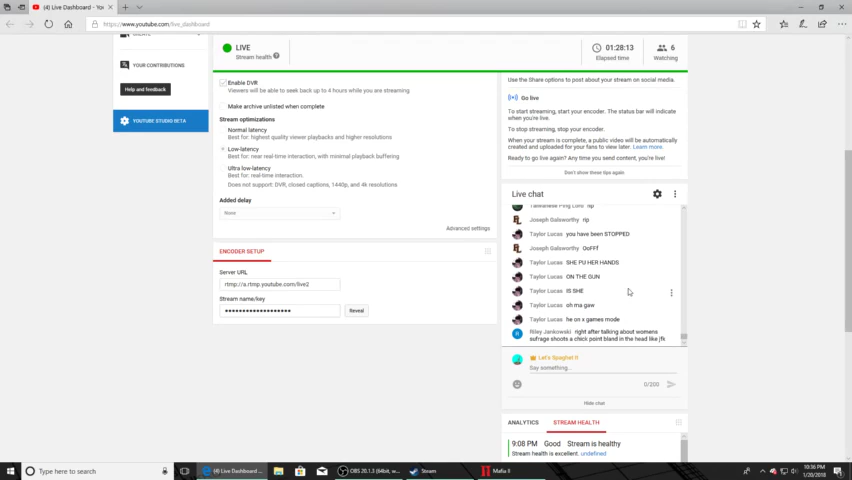 (4) Live Dashboard - You
https://www.youtube.com/live_dashboard
CREATE
YOUR CONTRIBUTIONS
Help and feedback
YOUTUBE STUDIO BETA
LIVE
Stream health
01:28:13
Elapsed time
6
Watching
Enable DVR
Viewers will be able to seek back up to 4 hours while you are streaming
Make archive unlisted when complete
Stream optimizations
Normal latency
Best for: highest quality viewer playbacks and higher resolutions
Low-latency
Best for: near real-time interaction, with minimal playback buffering
Ultra low-latency
Best for: real-time interaction.
Does not support: DVR, closed captions, 1440p, and 4k resolutions
Added delay
None
Advanced settings
ENCODER SETUP
Server URL
rtmp://a.rtmp.youtube.com/live2
Stream name/key
••••••••••••••••••••
Reveal
Use the Share options to post about your stream on social media.
Go live
To start streaming, start your encoder. The status bar will indicate
when you're live.
To stop streaming, stop your encoder.
When your stream is complete, a public video will be automatically
created and uploaded for your fans to view later. Learn more.
Ready to go live again? Any time you send content, you're live!
Don't show these tips again
Live chat
rip
Joseph Galsworthy rip
Taylor Lucas you have been STOPPED
Joseph Galsworthy OoFFf
Taylor Lucas SHE PU HER HANDS
Taylor Lucas ON THE GUN
Taylor Lucas IS SHE
Taylor Lucas oh ma gaw
Taylor Lucas he on x games mode
R
Riley Jankowski right after talking about womens
sufrage shoots a chick point bland in the head like jfk
Let's Spaghet It
Say something...
0/200
Hide chat
ANALYTICS
STREAM HEALTH
9:08 PM Good Stream is healthy
Stream health is excellent. undefined
Type here to search
(4) Live Dashboard ...
OBS 20.1.3 (64bit, w...
Steam
Mafia II
10:36 PM
1/20/2018